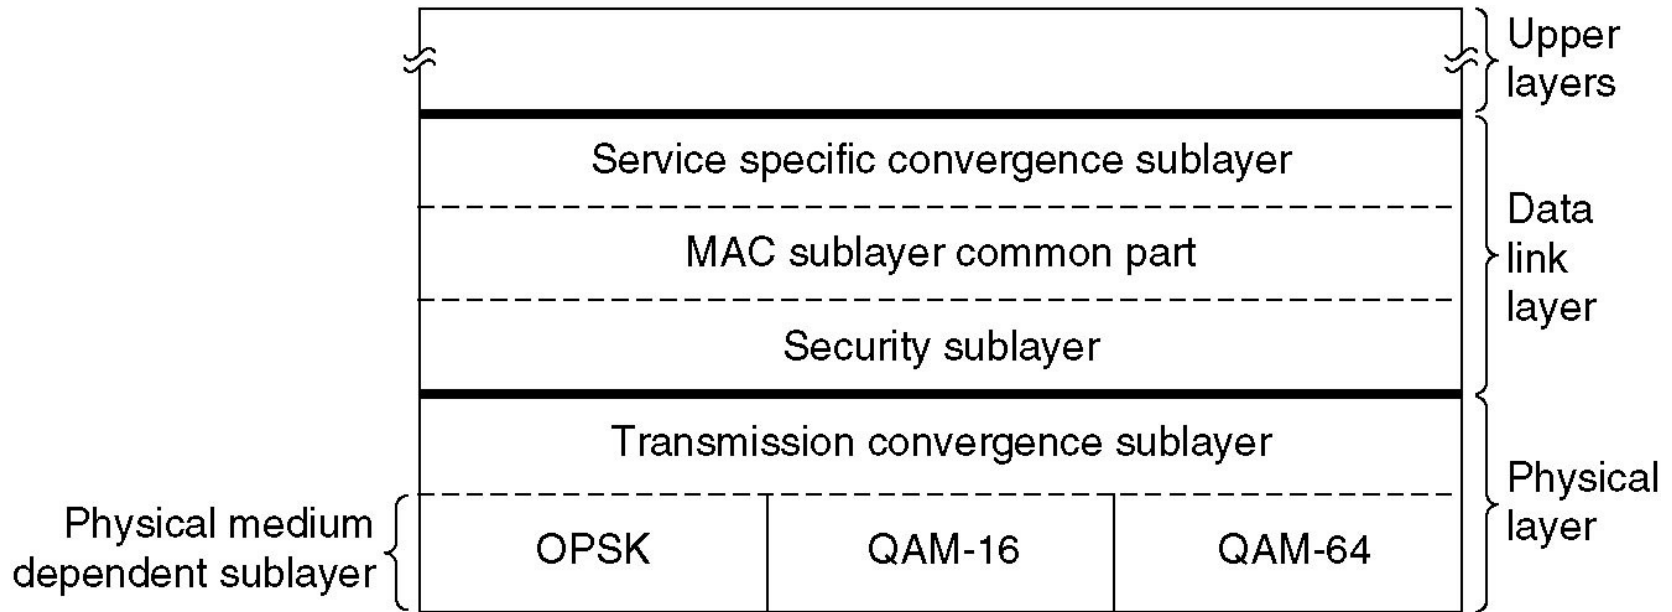 Upper
layers
Service specific convergence sublayer
MAC sublayer common part
Security sublayer
Data
link
layer
Transmission convergence sublayer
Physical medium
dependent sublayer
OPSK
QAM-16
QAM-64
Physical
layer